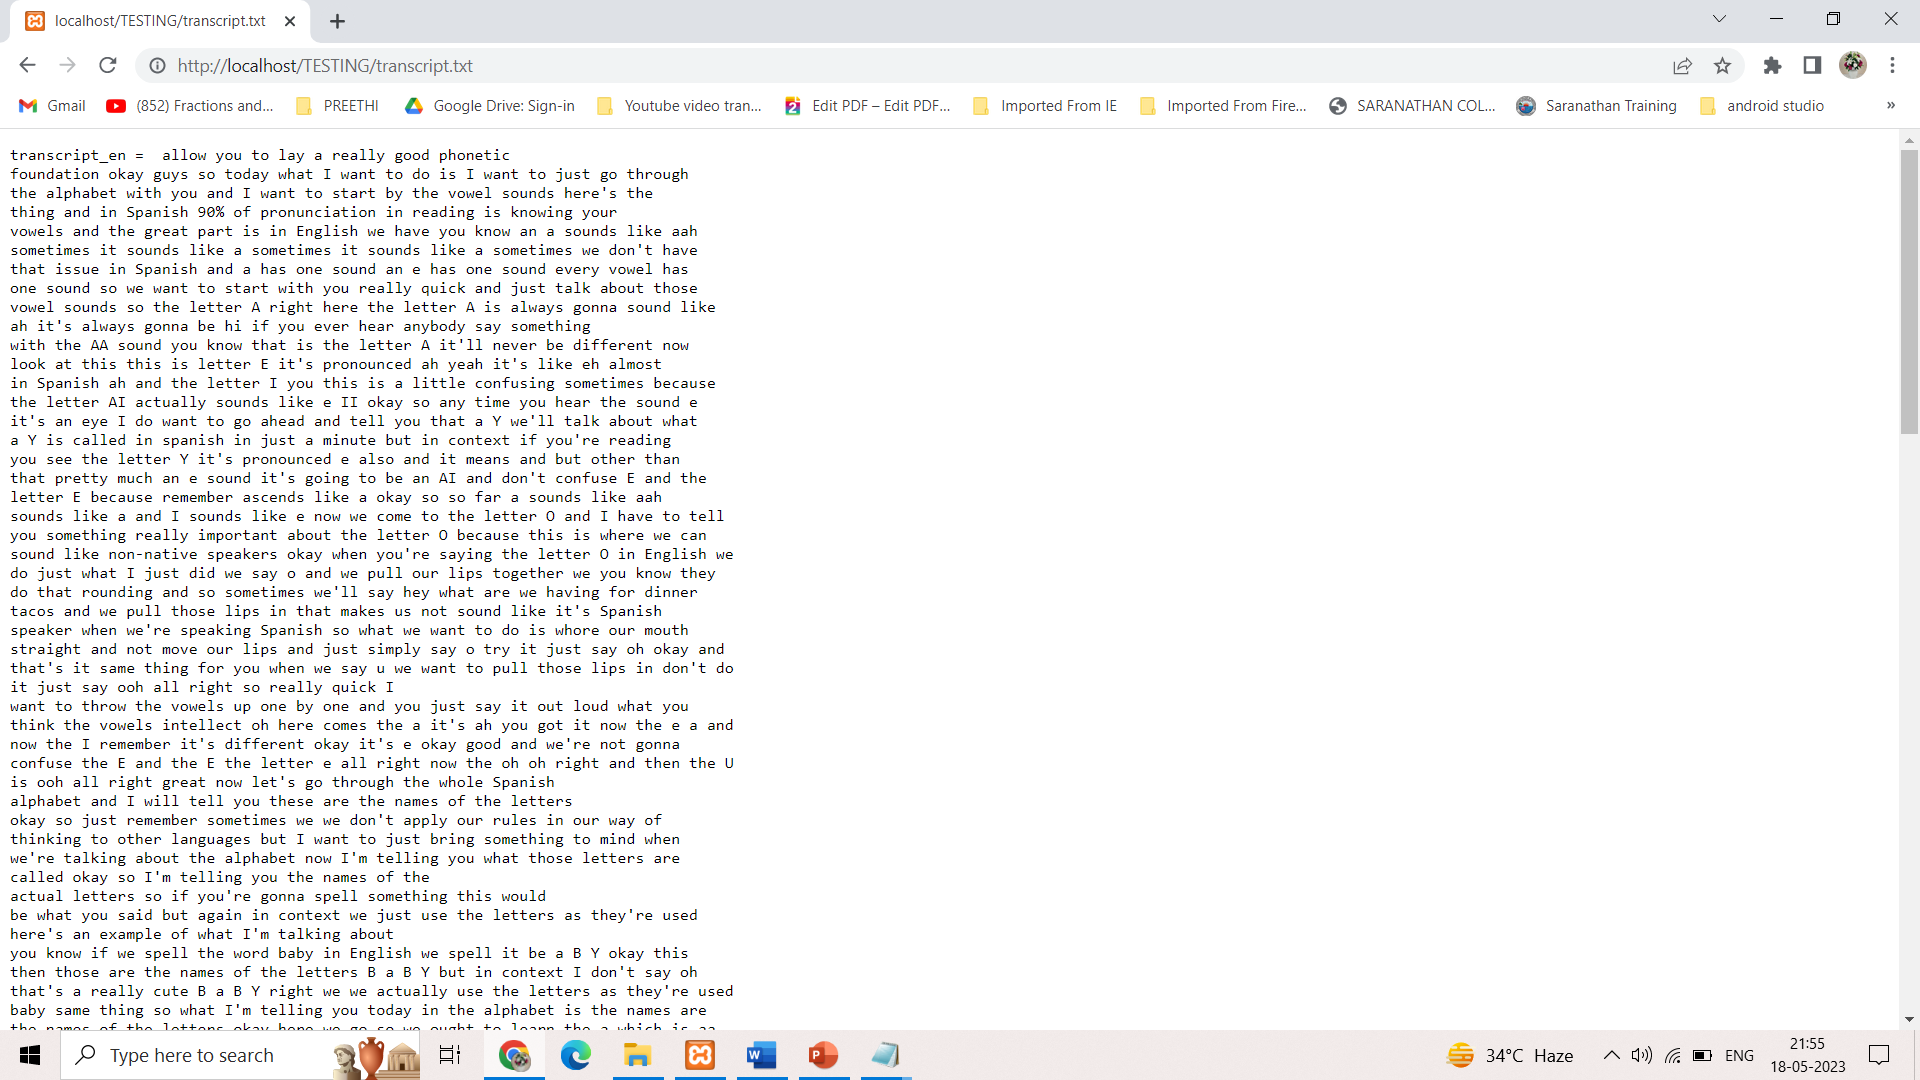 localhost/TESTING/transcript.txt
http://localhost/TESTING/transcript.txt
Gmail (852) Fractions and... PREETHI Google Drive: Sign-in Youtube video tran... Edit PDF – Edit PDF... Imported From IE Imported From Fire... SARANATHAN COL... Saranathan Training android studio »
transcript_en =  allow you to lay a really good phonetic
foundation okay guys so today what I want to do is I want to just go through
the alphabet with you and I want to start by the vowel sounds here's the
thing and in Spanish 90% of pronunciation in reading is knowing your
vowels and the great part is in English we have you know an a sounds like aah
sometimes it sounds like a sometimes it sounds like a sometimes we don't have
that issue in Spanish and a has one sound an e has one sound every vowel has
one sound so we want to start with you really quick and just talk about those
vowel sounds so the letter A right here the letter A is always gonna sound like
ah it's always gonna be hi if you ever hear anybody say something
with the AA sound you know that is the letter A it'll never be different now
look at this this is letter E it's pronounced ah yeah it's like eh almost
in Spanish ah and the letter I you this is a little confusing sometimes because
the letter AI actually sounds like e II okay so any time you hear the sound e
it's an eye I do want to go ahead and tell you that a Y we'll talk about what
a Y is called in spanish in just a minute but in context if you're reading
you see the letter Y it's pronounced e also and it means and but other than
that pretty much an e sound it's going to be an AI and don't confuse E and the
letter E because remember ascends like a okay so so far a sounds like aah
sounds like a and I sounds like e now we come to the letter O and I have to tell
you something really important about the letter O because this is where we can
sound like non-native speakers okay when you're saying the letter O in English we
do just what I just did we say o and we pull our lips together we you know they
do that rounding and so sometimes we'll say hey what are we having for dinner
tacos and we pull those lips in that makes us not sound like it's Spanish
speaker when we're speaking Spanish so what we want to do is whore our mouth
straight and not move our lips and just simply say o try it just say oh okay and
that's it same thing for you when we say u we want to pull those lips in don't do
it just say ooh all right so really quick I
want to throw the vowels up one by one and you just say it out loud what you
think the vowels intellect oh here comes the a it's ah you got it now the e a and
now the I remember it's different okay it's e okay good and we're not gonna
confuse the E and the E the letter e all right now the oh oh right and then the U
is ooh all right great now let's go through the whole Spanish
alphabet and I will tell you these are the names of the letters
okay so just remember sometimes we we don't apply our rules in our way of
thinking to other languages but I want to just bring something to mind when
we're talking about the alphabet now I'm telling you what those letters are
called okay so I'm telling you the names of the
actual letters so if you're gonna spell something this would
be what you said but again in context we just use the letters as they're used
here's an example of what I'm talking about
you know if we spell the word baby in English we spell it be a B Y okay this
then those are the names of the letters B a B Y but in context I don't say oh
that's a really cute B a B Y right we we actually use the letters as they're used
baby same thing so what I'm telling you today in the alphabet is the names are
the names of the letters okay here we go so we ought to learn the a which is aa
Type here to search
34°C Haze
ENG
21:55
18-05-2023